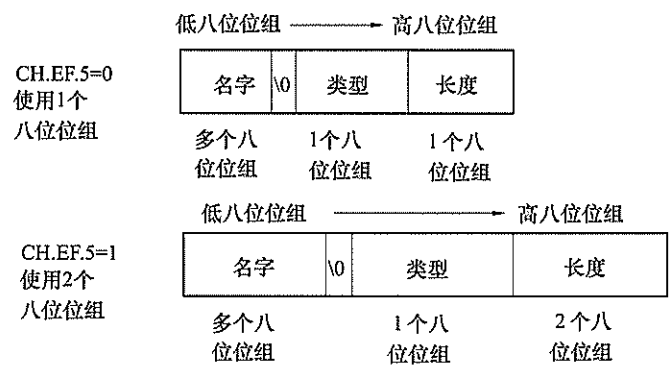 低八位位组 高八位位组
CH.EF.5=0
使用1个
八位位组
名字 \0 类型 长度
多个八 1个八 1个八
位位组 位位组 位位组
低八位位组 高八位位组
CH.EF.5=1
使用2个
八位位组
名字 \0 类型 长度
多个八 1个八 2个八
位位组 位位组 位位组